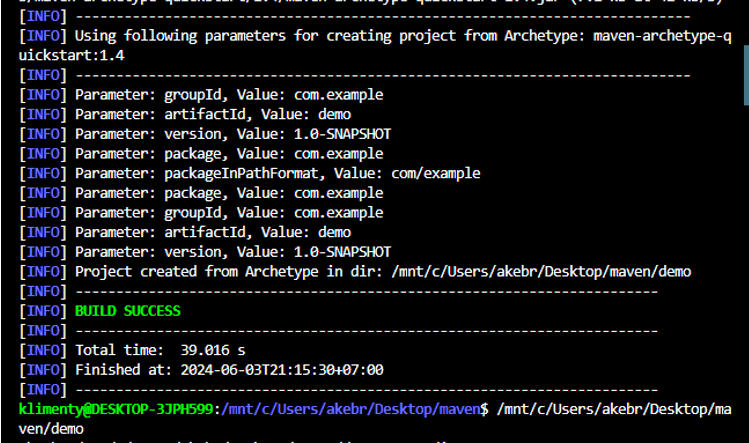 [INFO] ----------------------------------------------------------------------------
[INFO] Using following parameters for creating project from Archetype: maven-archetype-q
uickstart:1.4
[INFO] ----------------------------------------------------------------------------
[INFO] Parameter: groupId, Value: com.example
[INFO] Parameter: artifactId, Value: demo
[INFO] Parameter: version, Value: 1.0-SNAPSHOT
[INFO] Parameter: package, Value: com.example
[INFO] Parameter: packageInPathFormat, Value: com/example
[INFO] Parameter: package, Value: com.example
[INFO] Parameter: groupId, Value: com.example
[INFO] Parameter: artifactId, Value: demo
[INFO] Parameter: version, Value: 1.0-SNAPSHOT
[INFO] Project created from Archetype in dir: /mnt/c/Users/akebr/Desktop/maven/demo
[INFO] ------------------------------------------------------------------------
[INFO] BUILD SUCCESS
[INFO] ------------------------------------------------------------------------
[INFO] Total time:  39.016 s
[INFO] Finished at: 2024-06-03T21:15:30+07:00
[INFO] ------------------------------------------------------------------------
klimenty@DESKTOP-3JPH599:/mnt/c/Users/akebr/Desktop/maven$ /mnt/c/Users/akebr/Desktop/ma
ven/demo